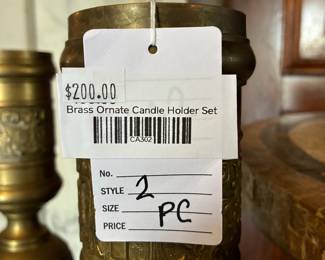 $200.00
Brass Ornate Candle Holder Set
CA302
No.
STYLE 2
SIZE PC
PRICE